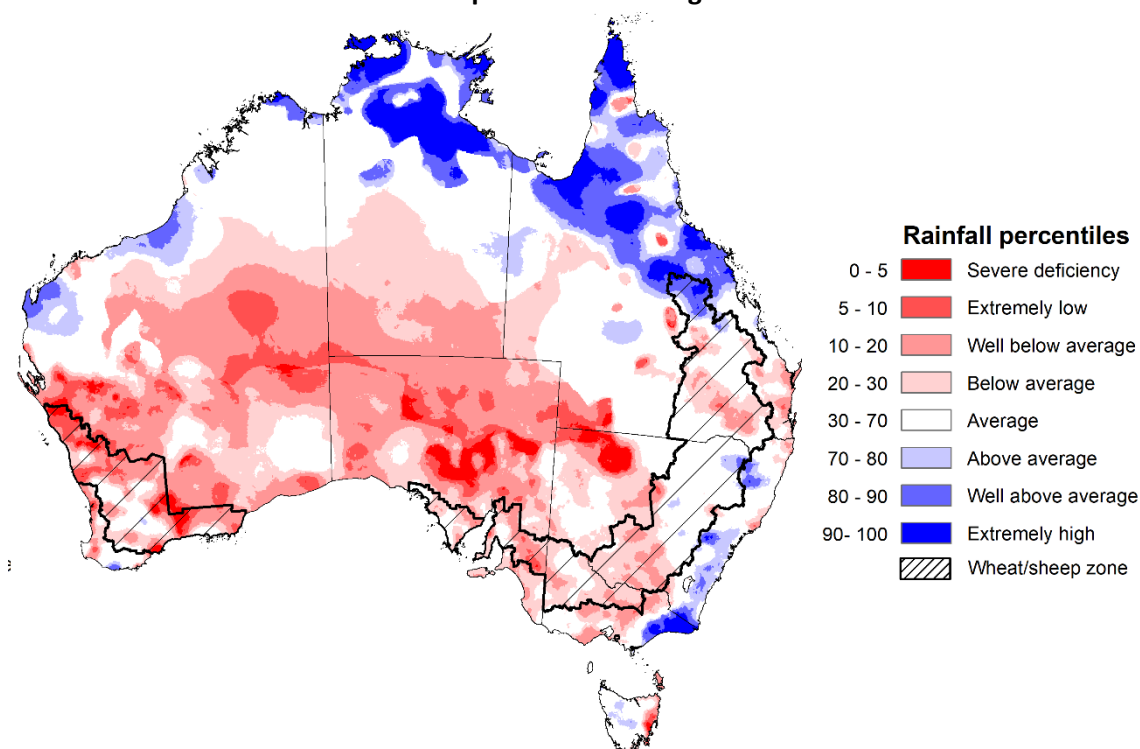 Rainfall percentiles
0 - 5 Severe deficiency
5 - 10 Extremely low
10 - 20 Well below average
20 - 30 Below average
30 - 70 Average
70 - 80 Above average
80 - 90 Well above average
90- 100 Extremely high
Wheat/sheep zone
e